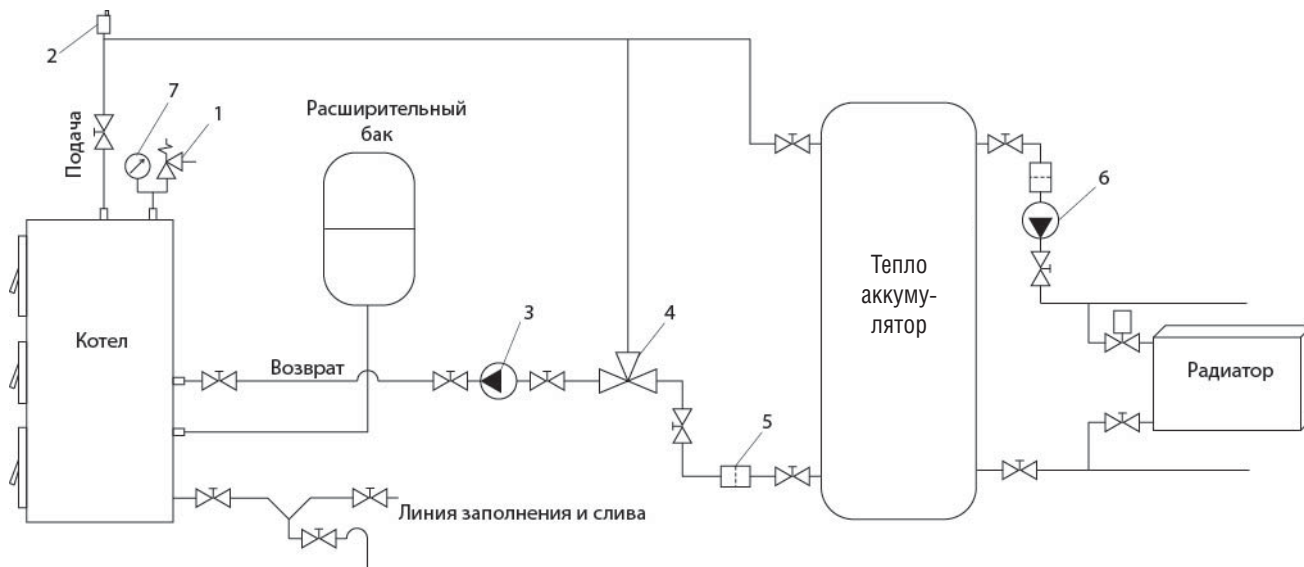 2
7
1
Подача
Расширительный
бак
6
Тепло
аккуму-
лятор
Котел
Возврат
3
4
Радиатор
5
Линия заполнения и слива